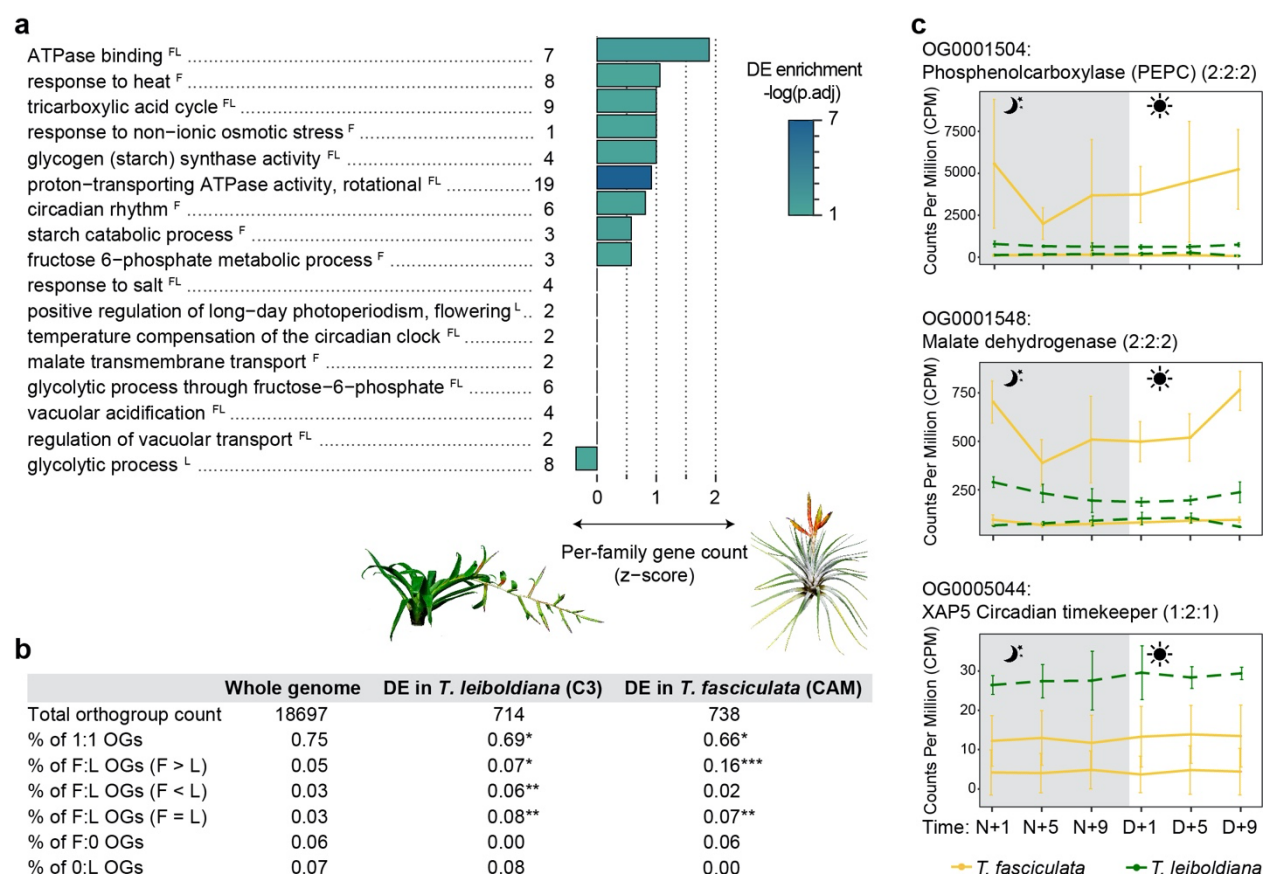 a
ATPase binding FL 7
response to heat F 8
tricarboxylic acid cycle FL 9
response to non−ionic osmotic stress F 1
glycogen (starch) synthase activity FL 4
proton−transporting ATPase activity, rotational FL 19
circadian rhythm F 6
starch catabolic process F 3
fructose 6−phosphate metabolic process F 3
response to salt FL 4
positive regulation of long−day photoperiodism, flowering L 2
temperature compensation of the circadian clock FL 2
malate transmembrane transport F 2
glycolytic process through fructose−6−phosphate FL 6
vacuolar acidification FL 4
regulation of vacuolar transport FL 2
glycolytic process L 8
0 1 2
Per−family gene count
(z−score)
DE enrichment
-log(p.adj)
7
1
b
Whole genome DE in T. leiboldiana (C3) DE in T. fasciculata (CAM)
Total orthogroup count 18697 714 738
% of 1:1 OGs 0.75 0.69* 0.66*
% of F:L OGs (F > L) 0.05 0.07* 0.16***
% of F:L OGs (F < L) 0.03 0.06** 0.02
% of F:L OGs (F = L) 0.03 0.08** 0.07**
% of F:0 OGs 0.06 0.00 0.06
% of 0:L OGs 0.07 0.08 0.00
c
OG0001504:
Phosphenolcarboxylase (PEPC) (2:2:2)
Counts Per Million (CPM)
7500
5000
2500
0
OG0001548:
Malate dehydrogenase (2:2:2)
Counts Per Million (CPM)
750
500
250
OG0005044:
XAP5 Circadian timekeeper (1:2:1)
Counts Per Million (CPM)
30
20
10
0
Time: N+1 N+5 N+9 D+1 D+5 D+9
T. fasciculata T. leiboldiana